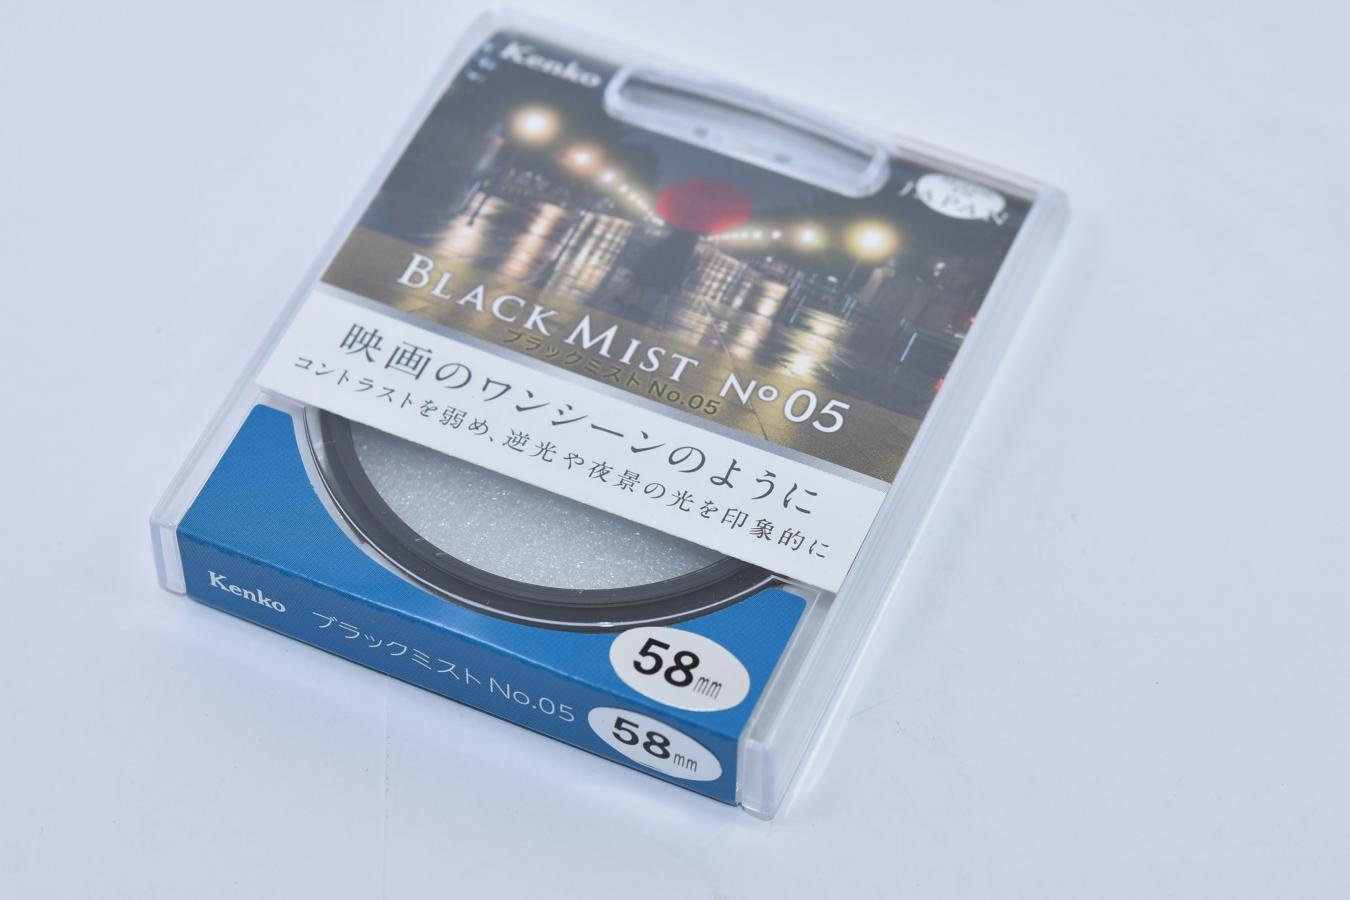 Kenko
JAPAN
BLACK MIST No 05
ブラックミスト No.05
映画のワンシーンのように
コントラストを弱め、逆光や夜景の光を印象的に
58mm
Kenko ブラックミスト No.05 58mm